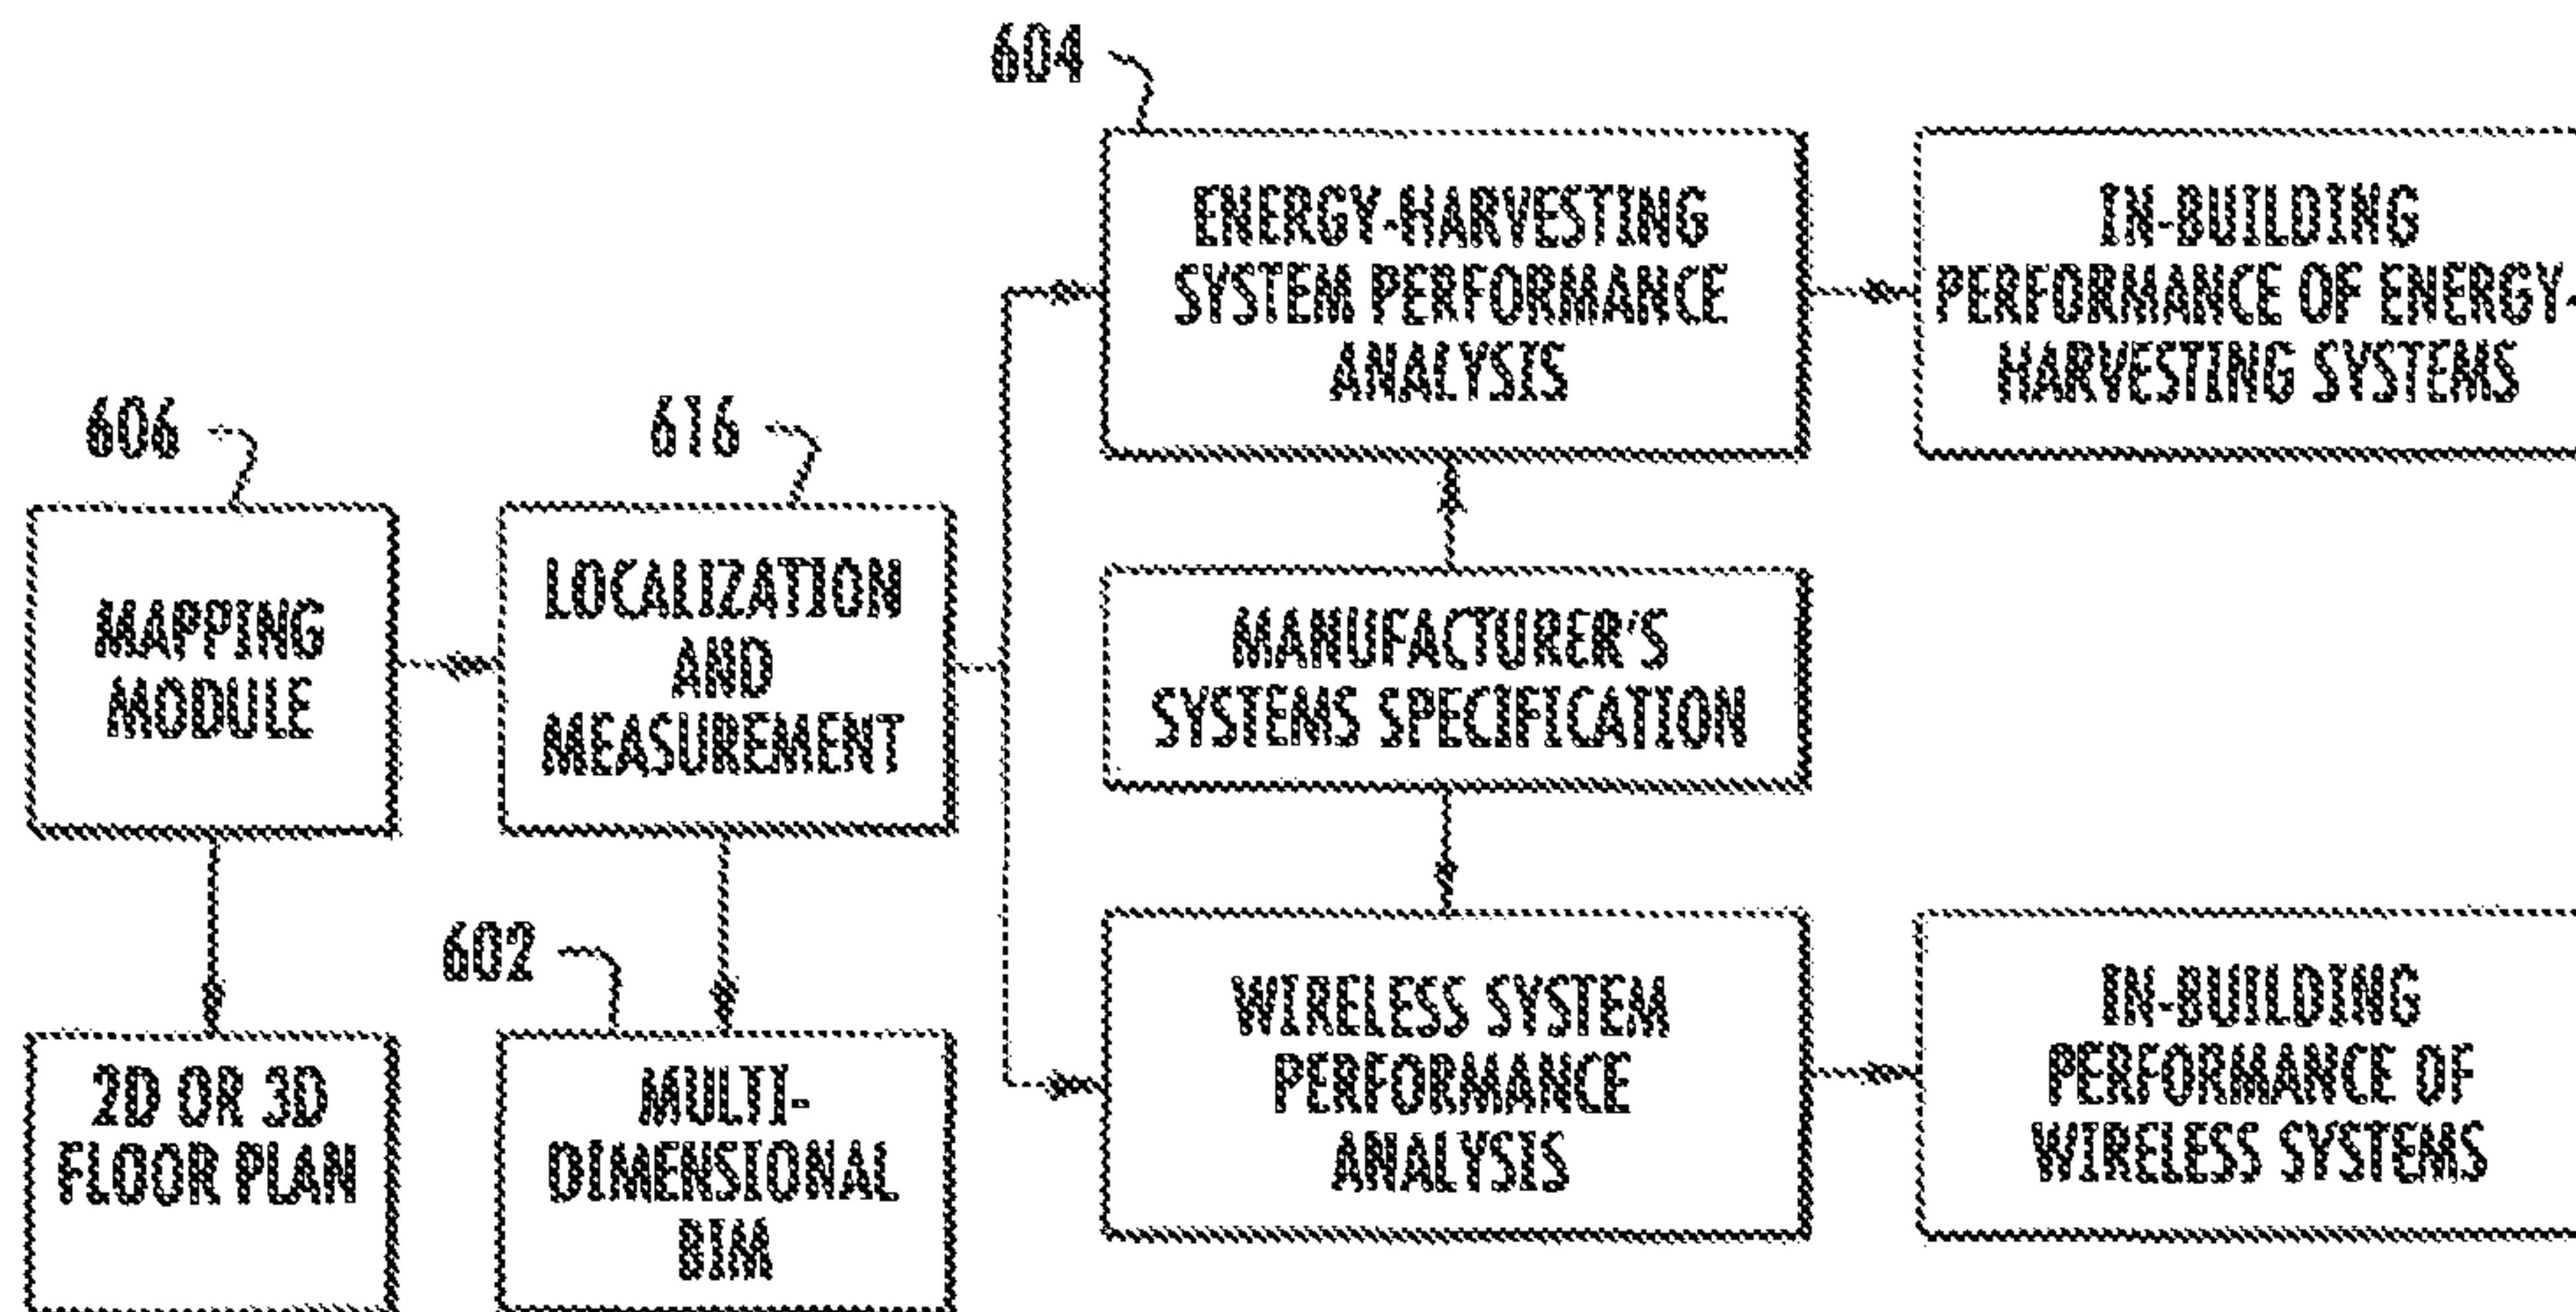 604
ENERGY-HARVESTING
SYSTEM PERFORMANCE
ANALYSIS
IN-BUILDING
PERFORMANCE OF ENERGY-
HARVESTING SYSTEMS
606
MAPPING
MODULE
616
LOCALIZATION
AND
MEASUREMENT
MANUFACTURER'S
SYSTEMS SPECIFICATION
2D OR 3D
FLOOR PLAN
602
MULTI-
DIMENSIONAL
BIM
WIRELESS SYSTEM
PERFORMANCE
ANALYSIS
IN-BUILDING
PERFORMANCE OF
WIRELESS SYSTEMS